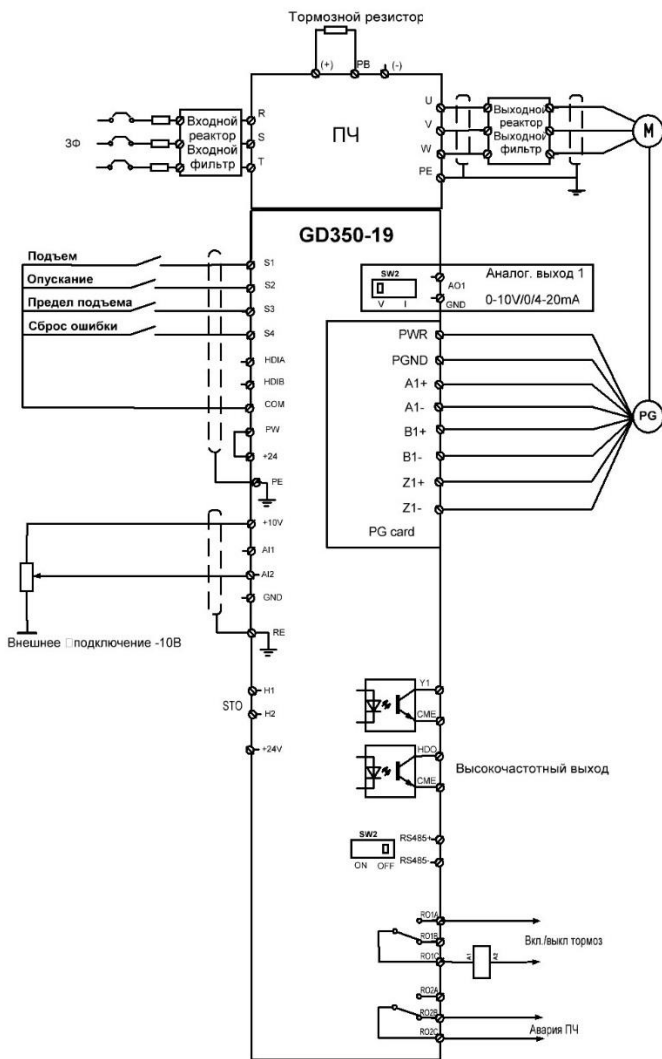 Тормозной резистор
(+)
PB
(-)
3Ф
Входной
реактор
Входной
фильтр
R
S
T
ПЧ
U
V
W
PE
Выходной
реактор
Выходной
фильтр
M
GD350-19
Подъем
Опускание
Предел подъема
Сброс ошибки
S1
S2
S3
S4
HDIA
HDIB
COM
PW
+24
PE
SW2
V I
AO1
GND
Аналог. выход 1
0-10V/0/4-20mA
PWR
PGND
A1+
A1-
B1+
B1-
Z1+
Z1-
PG card
PG
+10V
AI1
AI2
GND
RE
Внешнее □подключение -10В
STO
H1
H2
+24V
Y1
CME
HDO
CME
Высокочастотный выход
SW2
ON OFF
RS485+
RS485-
RO1A
RO1B
RO1C
A1
A2
Вкл./выкл тормоз
RO2A
RO2B
RO2C
Авария ПЧ